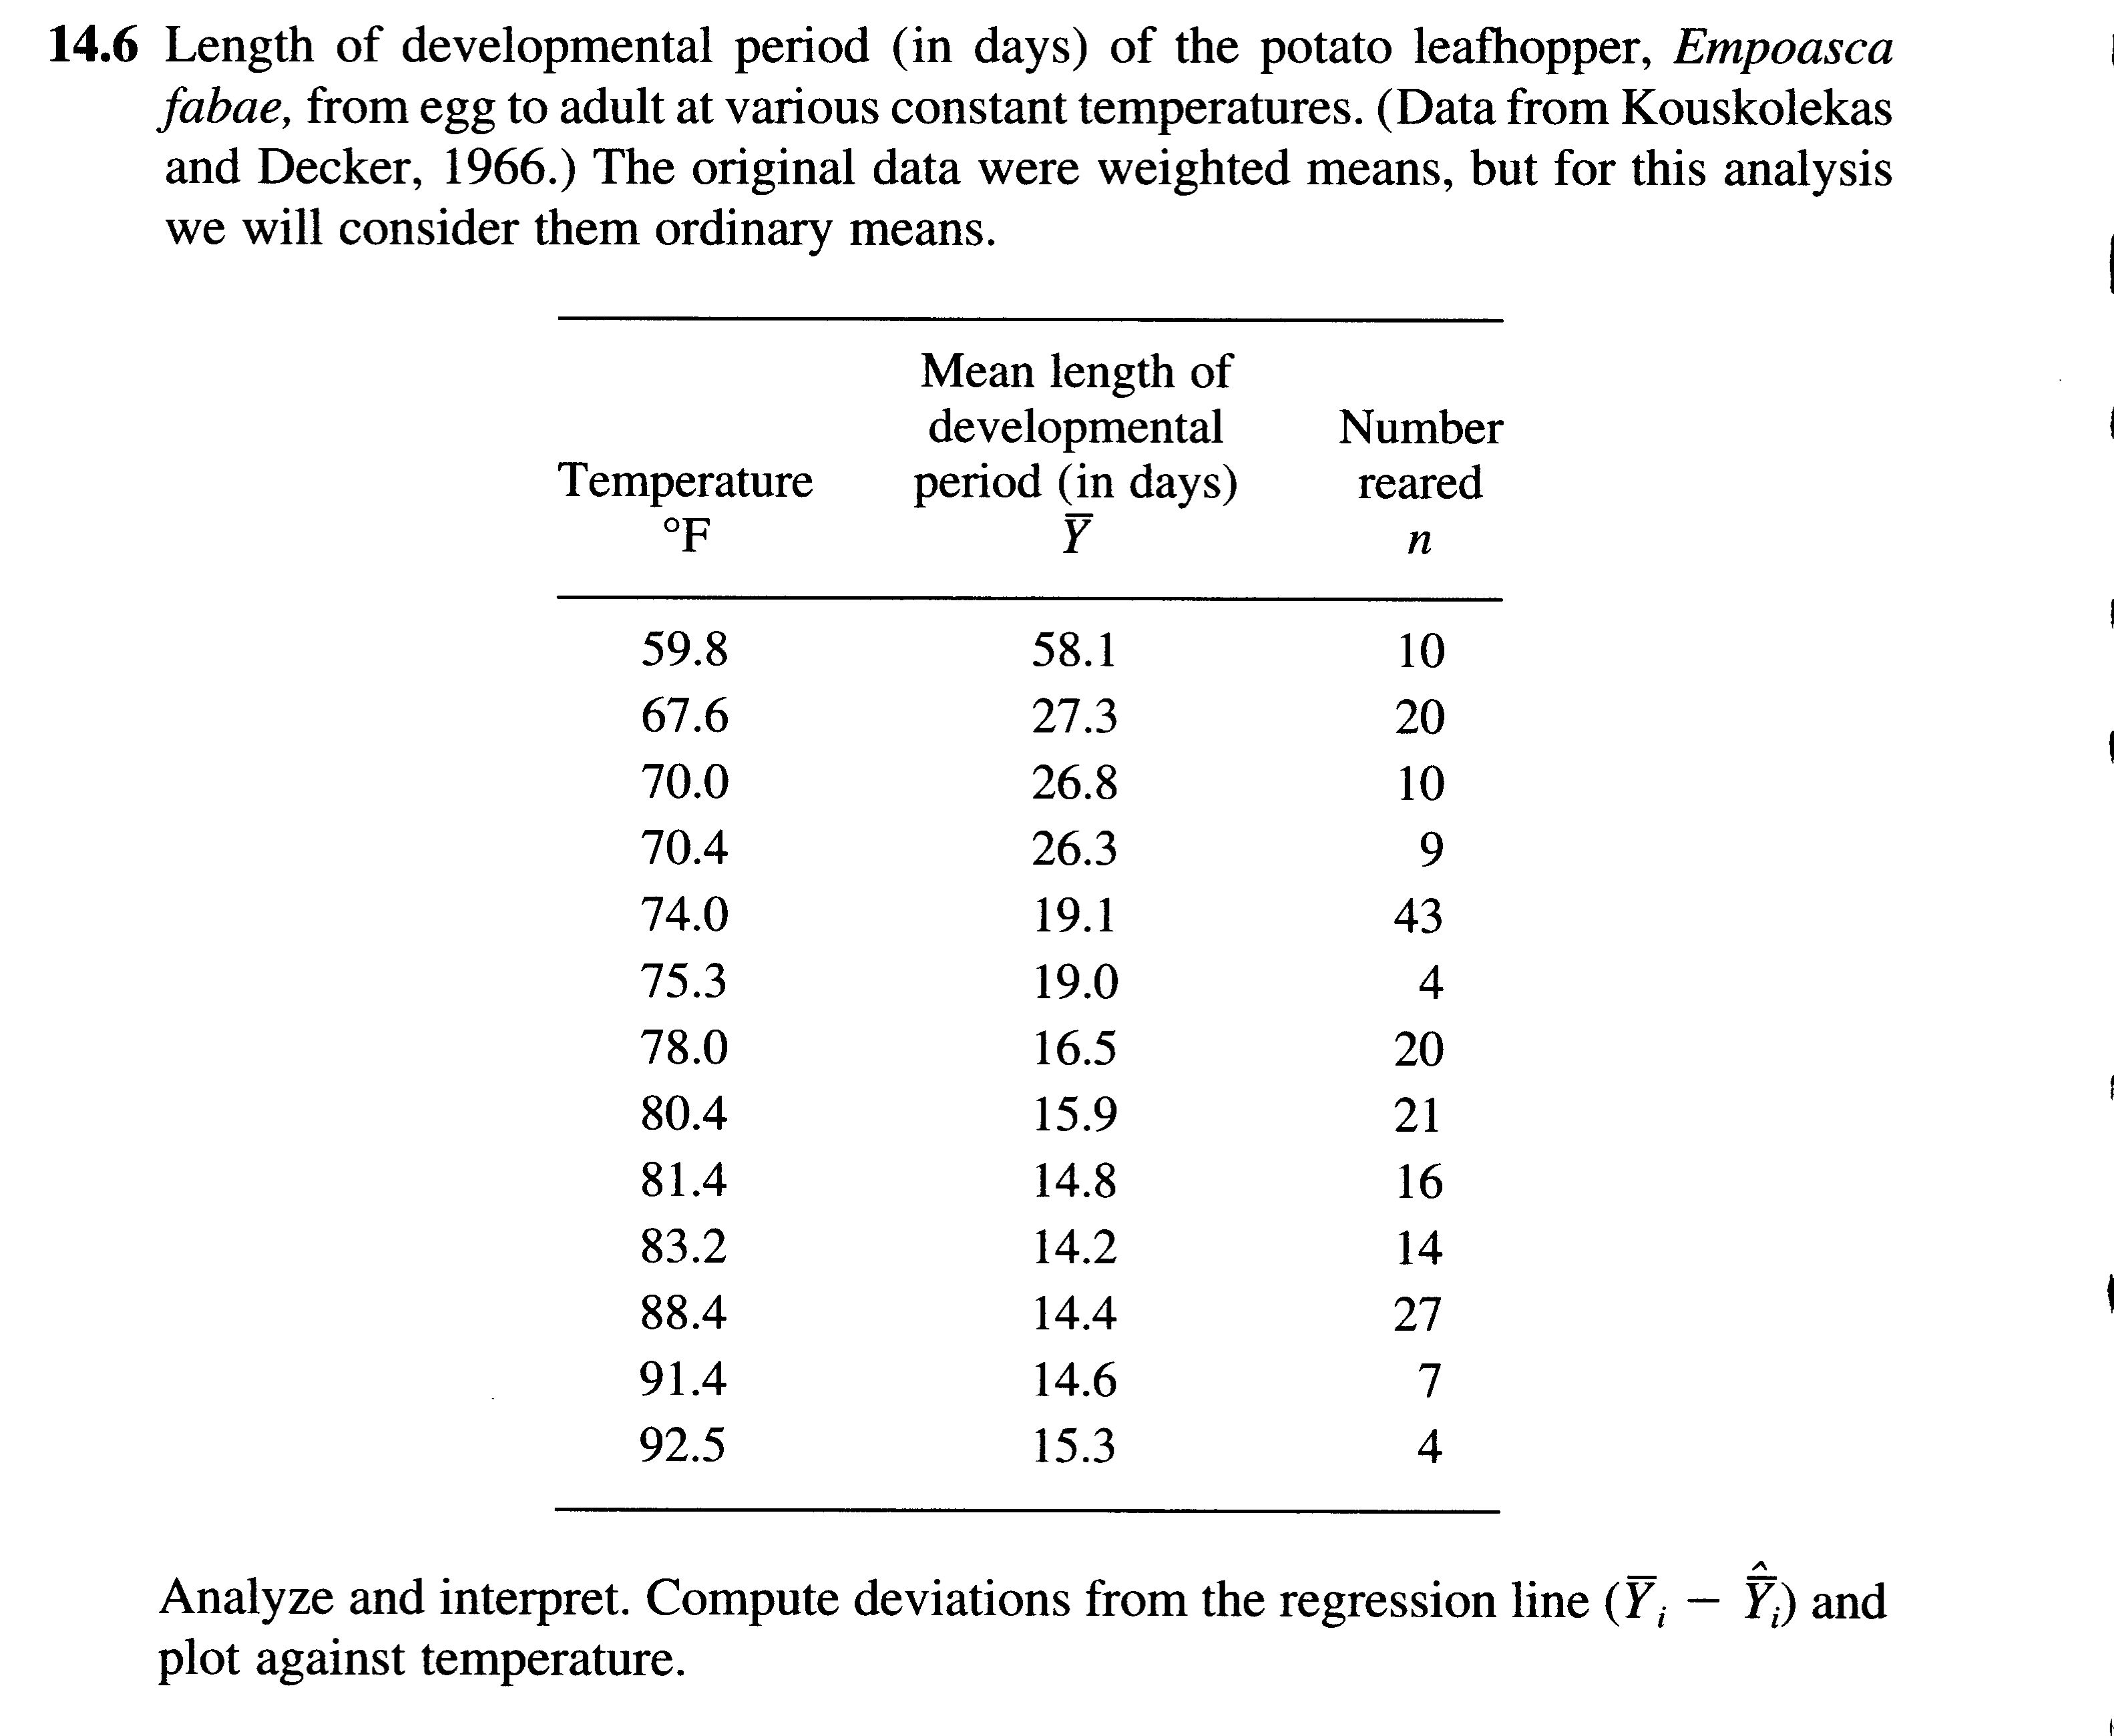 14.6 Length of developmental period (in days) of the potato leafhopper, Empoasca
fabae, from egg to adult at various constant temperatures. (Data from Kouskolekas
and Decker, 1966.) The original data were weighted means, but for this analysis
we will consider them ordinary means.
Mean length of
developmental Number
Temperature period (in days) reared
°F Y̅ n
59.8 58.1 10
67.6 27.3 20
70.0 26.8 10
70.4 26.3 9
74.0 19.1 43
75.3 19.0 4
78.0 16.5 20
80.4 15.9 21
81.4 14.8 16
83.2 14.2 14
88.4 14.4 27
91.4 14.6 7
92.5 15.3 4
Analyze and interpret. Compute deviations from the regression line (Y̅ᵢ − Y̅̂ᵢ) and
plot against temperature.